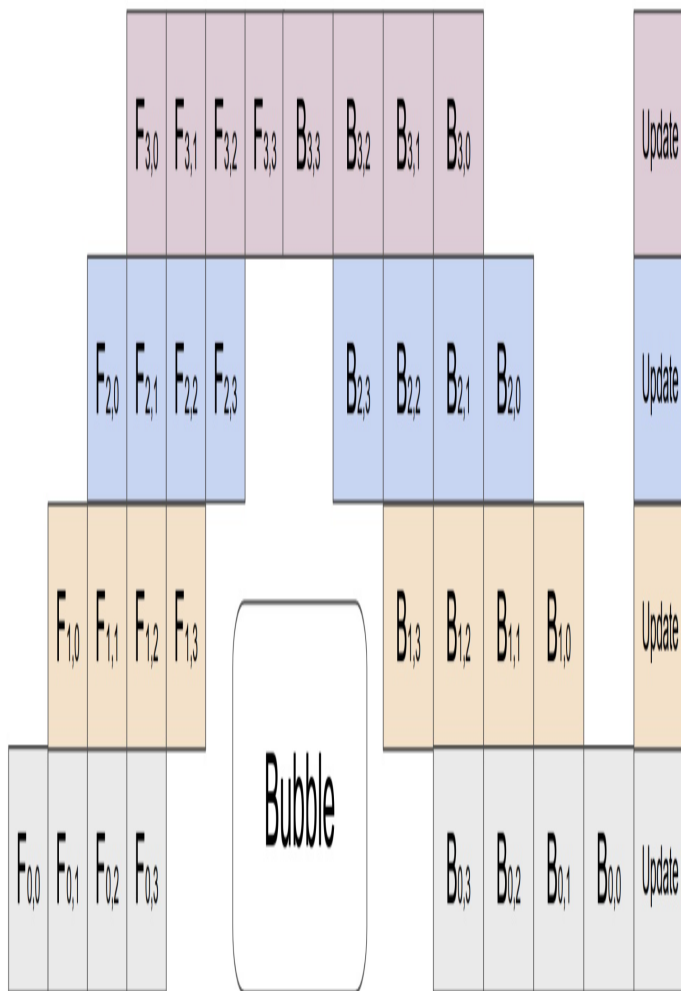 F3,0 F3,1 F3,2 F3,3 B3,3 B3,2 B3,1 B3,0 Update
F2,0 F2,1 F2,2 F2,3 B2,3 B2,2 B2,1 B2,0 Update
F1,0 F1,1 F1,2 F1,3 B1,3 B1,2 B1,1 B1,0 Update
Bubble
F0,0 F0,1 F0,2 F0,3 B0,3 B0,2 B0,1 B0,0 Update